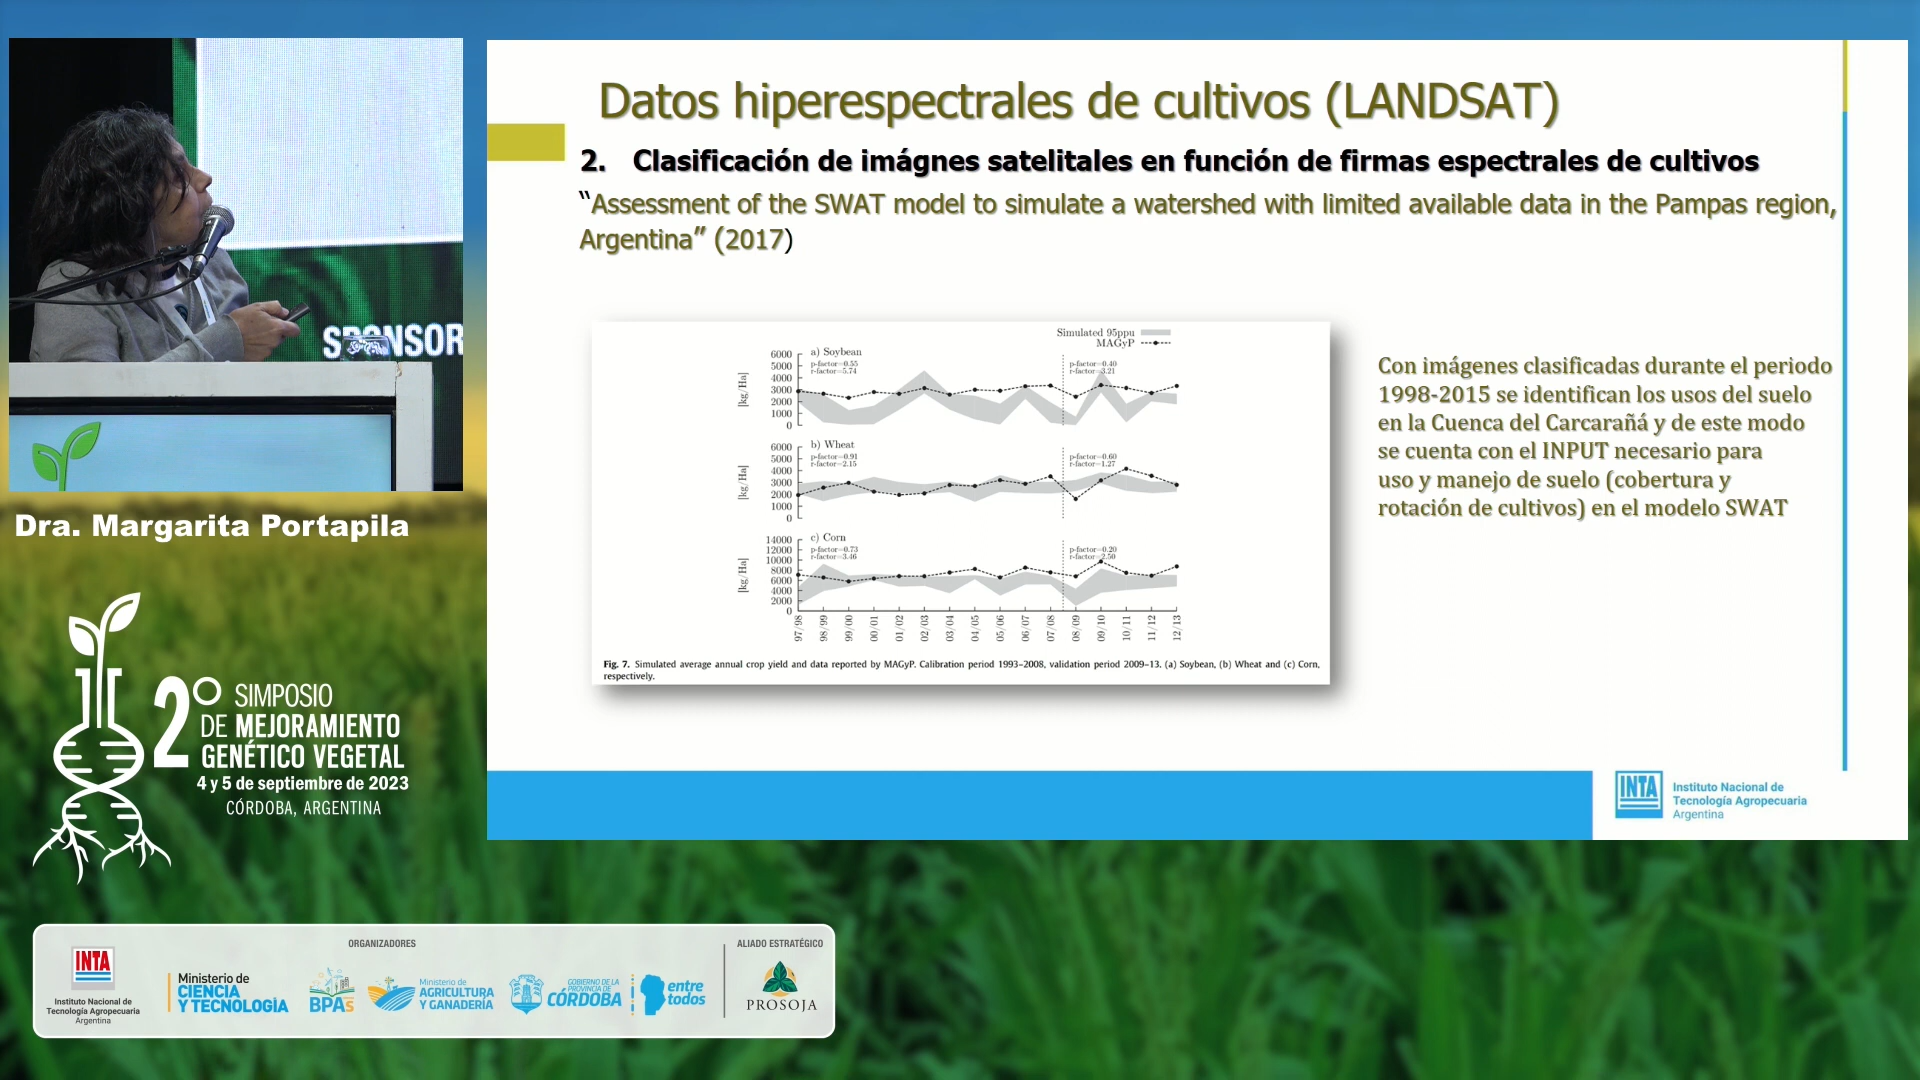 SPONSOR
Dra. Margarita Portapila
2° SIMPOSIO
DE MEJORAMIENTO
GENÉTICO VEGETAL
4 y 5 de septiembre de 2023
CÓRDOBA, ARGENTINA
Datos hiperespectrales de cultivos (LANDSAT)
2. Clasificación de imágnes satelitales en función de firmas espectrales de cultivos
“Assessment of the SWAT model to simulate a watershed with limited available data in the Pampas region,
Argentina” (2017)
Simulated 95ppu
MAGyP
a) Soybean
p-factor=0.55
r-factor=5.74
p-factor=0.40
r-factor=3.21
[kg/Ha]
6000
5000
4000
3000
2000
1000
0
b) Wheat
p-factor=0.91
r-factor=2.15
p-factor=0.60
r-factor=1.27
[kg/Ha]
6000
5000
4000
3000
2000
1000
0
c) Corn
p-factor=0.73
r-factor=3.46
p-factor=0.20
r-factor=2.50
[kg/Ha]
14000
12000
10000
8000
6000
4000
2000
0
97/98 98/99 99/00 00/01 01/02 02/03 03/04 04/05 05/06 06/07 07/08 08/09 09/10 10/11 11/12 12/13
Fig. 7. Simulated average annual crop yield and data reported by MAGyP. Calibration period 1993–2008, validation period 2009–13. (a) Soybean, (b) Wheat and (c) Corn,
respectively.
Con imágenes clasificadas durante el periodo
1998-2015 se identifican los usos del suelo
en la Cuenca del Carcarañá y de este modo
se cuenta con el INPUT necesario para
uso y manejo de suelo (cobertura y
rotación de cultivos) en el modelo SWAT
INTA
Instituto Nacional de
Tecnología Agropecuaria
Argentina
ORGANIZADORES
INTA
Instituto Nacional de
Tecnología Agropecuaria
Argentina
Ministerio de
CIENCIA
Y TECNOLOGÍA
BPAs
Ministerio de
AGRICULTURA
Y GANADERÍA
GOBIERNO DE LA
PROVINCIA DE
CÓRDOBA
entre
todos
ALIADO ESTRATÉGICO
PROSOJA